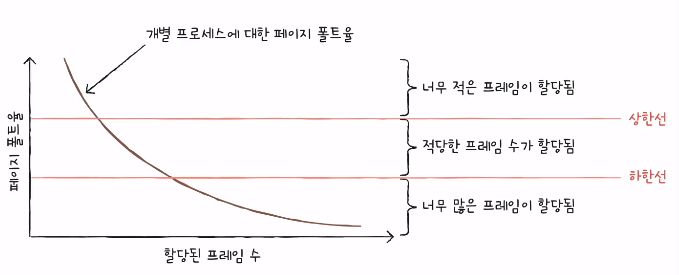 개별 프로세스에 대한 페이지 폴트율
너무 적은 프레임이 할당됨
상한선
페이지 폴트율
적당한 프레임 수가 할당됨
하한선
너무 많은 프레임이 할당됨
할당된 프레임 수